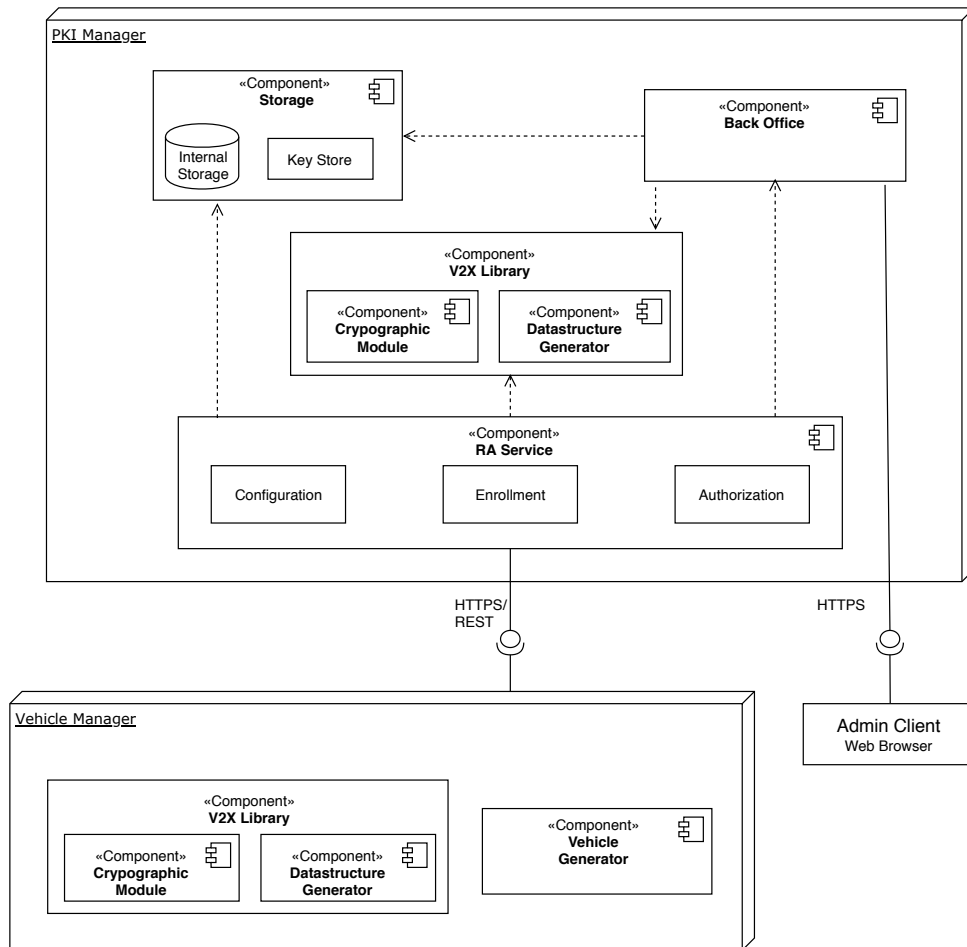 PKI Manager
«Component»
Storage
Internal
Storage
Key Store
«Component»
Back Office
«Component»
V2X Library
«Component»
Crypographic
Module
«Component»
Datastructure
Generator
«Component»
RA Service
Configuration
Enrollment
Authorization
HTTPS/
REST
HTTPS
Vehicle Manager
Admin Client
Web Browser
«Component»
V2X Library
«Component»
Crypographic
Module
«Component»
Datastructure
Generator
«Component»
Vehicle
Generator